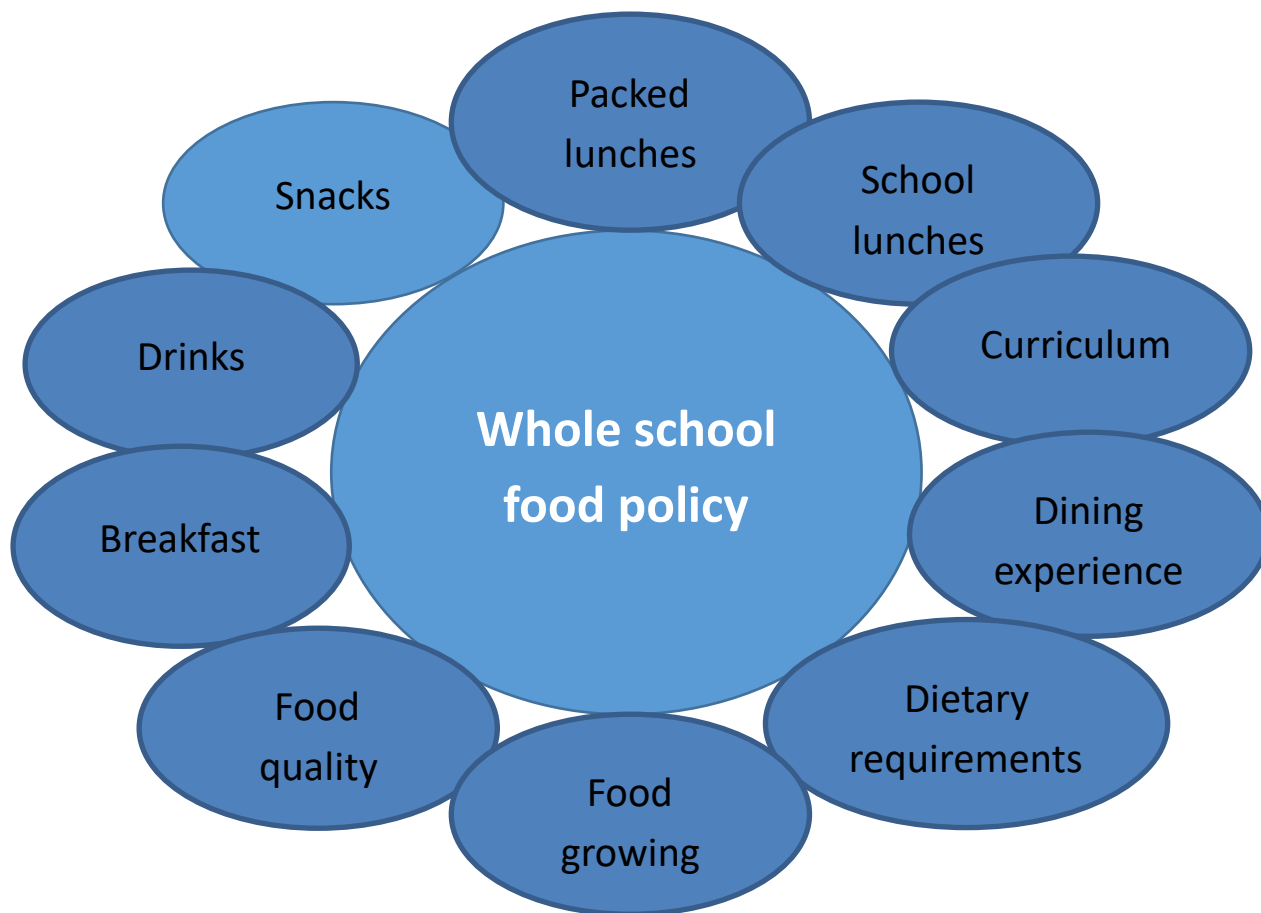 Packed
lunches
School
lunches
Curriculum
Dining
experience
Dietary
requirements
Food
growing
Food
quality
Breakfast
Drinks
Snacks
Whole school
food policy